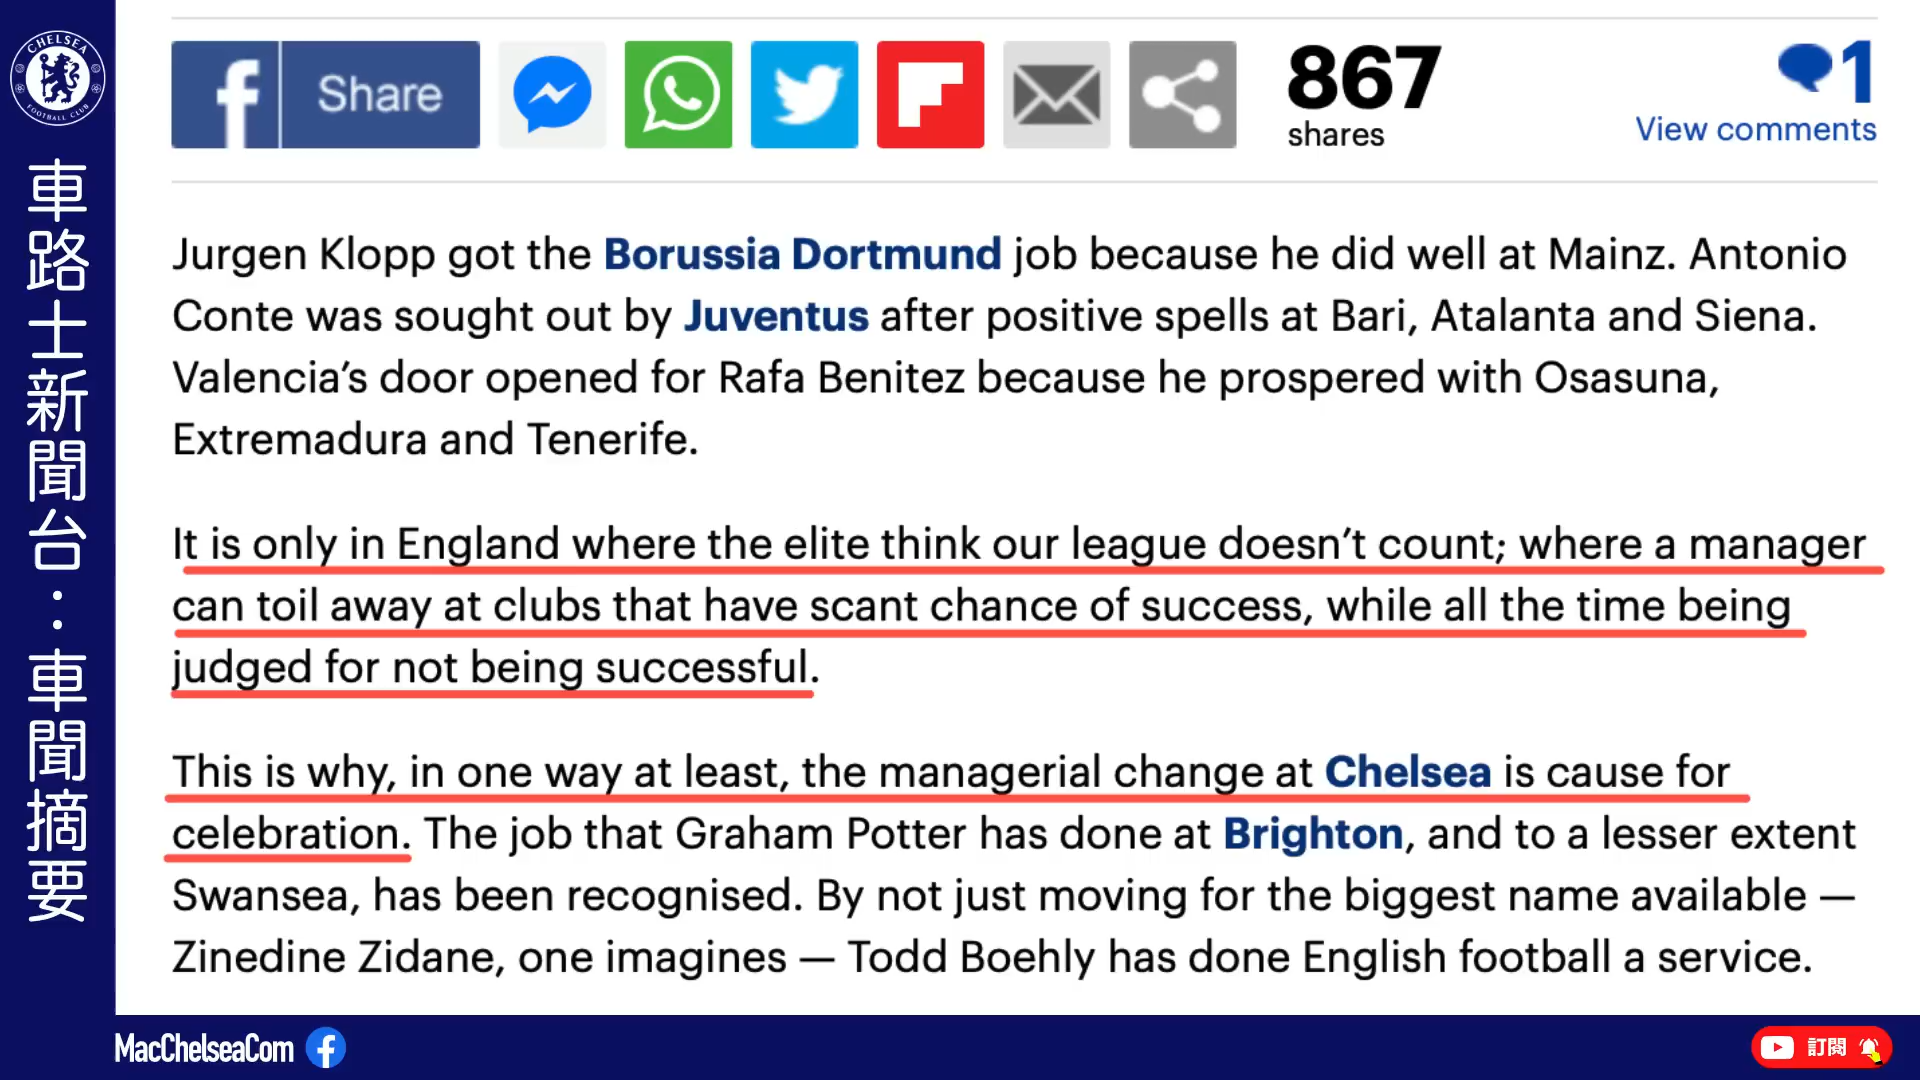 CHELSEA
FOOTBALL CLUB
車路士新聞台：車聞摘要
Share
867
shares
1
View comments
Jurgen Klopp got the Borussia Dortmund job because he did well at Mainz. Antonio
Conte was sought out by Juventus after positive spells at Bari, Atalanta and Siena.
Valencia’s door opened for Rafa Benitez because he prospered with Osasuna,
Extremadura and Tenerife.
It is only in England where the elite think our league doesn’t count; where a manager
can toil away at clubs that have scant chance of success, while all the time being
judged for not being successful.
This is why, in one way at least, the managerial change at Chelsea is cause for
celebration. The job that Graham Potter has done at Brighton, and to a lesser extent
Swansea, has been recognised. By not just moving for the biggest name available —
Zinedine Zidane, one imagines — Todd Boehly has done English football a service.
MacChelseaCom
訂閱